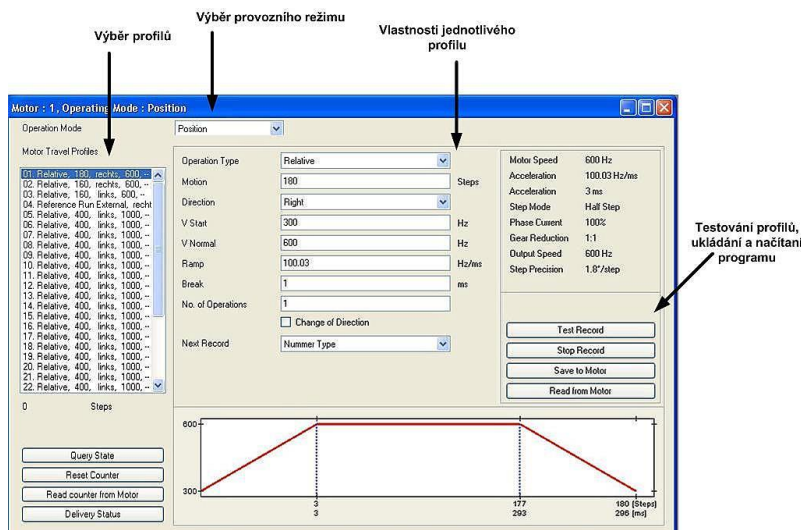 Výběr profilů
Výběr provozního režimu
Vlastnosti jednotlivého
profilu
Motor : 1 , Operating Mode : Position
Operation Mode
Position
Motor Travel Profiles
01. Relative, 180, rechts, 600, --
02. Relative, 160, rechts, 600, --
03. Relative, 160, links, 600, --
04. Reference Run External, recht
05. Relative, 400, links, 1000, --
06. Relative, 400, links, 1000, --
07. Relative, 400, links, 1000, --
08. Relative, 400, links, 1000, --
09. Relative, 400, links, 1000, --
10. Relative, 400, links, 1000, --
11. Relative, 400, links, 1000, --
12. Relative, 400, links, 1000, --
13. Relative, 400, links, 1000, --
14. Relative, 400, links, 1000, --
15. Relative, 400, links, 1000, --
16. Relative, 400, links, 1000, --
17. Relative, 400, links, 1000, --
18. Relative, 400, links, 1000, --
19. Relative, 400, links, 1000, --
20. Relative, 400, links, 1000, --
21. Relative, 400, links, 1000, --
22. Relative, 400, links, 1000, --
0 Steps
Query State
Reset Counter
Read counter from Motor
Delivery Status
Operation Type Relative
Motion 180 Steps
Direction Right
V Start 300 Hz
V Normal 600 Hz
Ramp 100.03 Hz/ms
Break 1 ms
No. of Operations 1
Change of Direction
Next Record Nummer Type
Motor Speed 600 Hz
Acceleration 100.03 Hz/ms
Acceleration 3 ms
Step Mode Half Step
Phase Current 100%
Gear Reduction 1:1
Output Speed 600 Hz
Step Precision 1.8°/step
Test Record
Stop Record
Save to Motor
Read from Motor
Testování profilů,
ukládání a načítaní
programu
600
300
3 177 180 [Steps]
3 293 296 [ms]